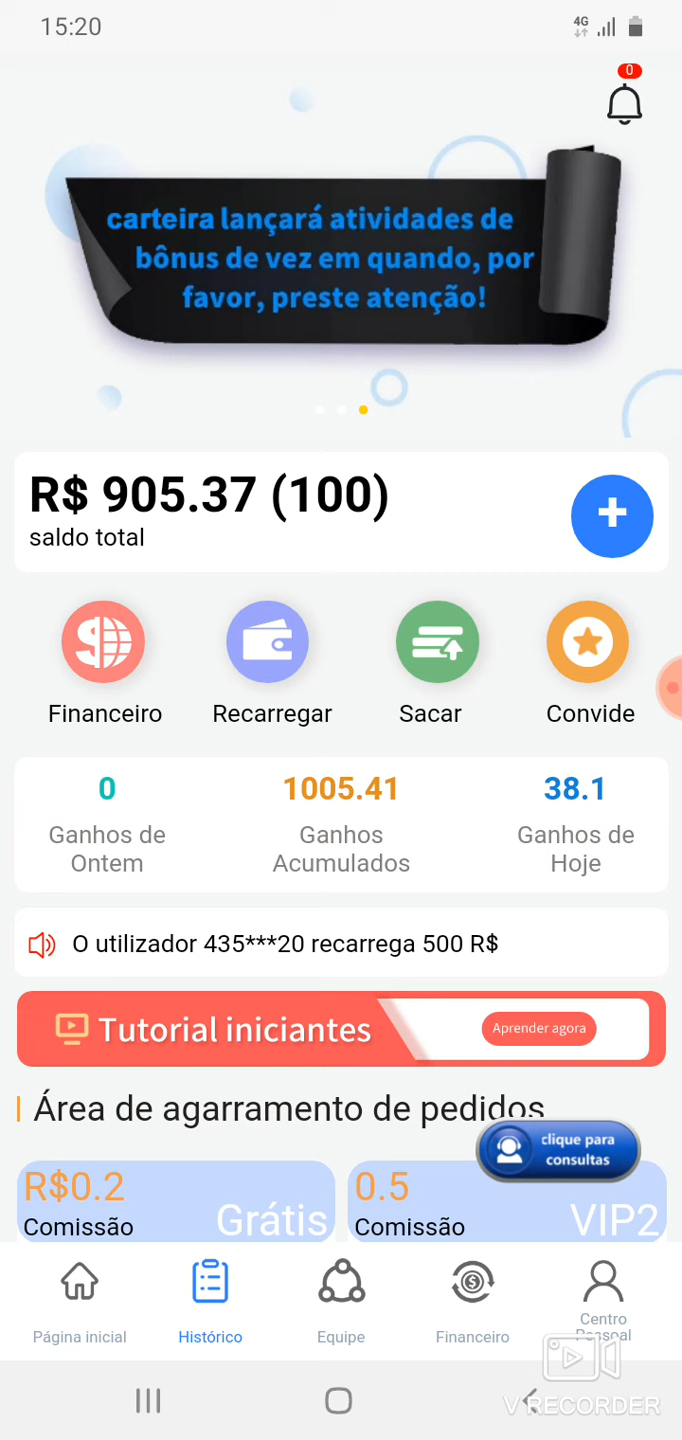 15:20
4G
0
carteira lançará atividades de
bônus de vez em quando, por
favor, preste atenção!
R$ 905.37 (100)
saldo total
Financeiro
Recarregar
Sacar
Convide
0
1005.41
38.1
Ganhos de
Ontem
Ganhos
Acumulados
Ganhos de
Hoje
O utilizador 435***20 recarrega 500 R$
Tutorial iniciantes
Aprender agora
Área de agarramento de pedidos
clique para
consultas
R$0.2
Comissão
Grátis
0.5
Comissão
VIP2
Página inicial
Histórico
Equipe
Financeiro
Centro
Pessoal
V RECORDER